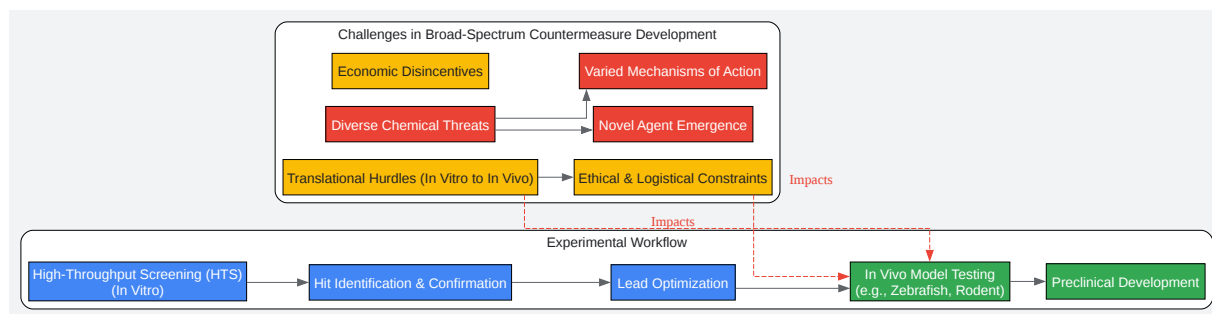 Challenges in Broad-Spectrum Countermeasure Development
Economic Disincentives
Varied Mechanisms of Action
Diverse Chemical Threats
Novel Agent Emergence
Translational Hurdles (In Vitro to In Vivo)
Ethical & Logistical Constraints
Impacts
Impacts
Experimental Workflow
High-Throughput Screening (HTS)
(In Vitro)
Hit Identification & Confirmation
Lead Optimization
In Vivo Model Testing
(e.g., Zebrafish, Rodent)
Preclinical Development